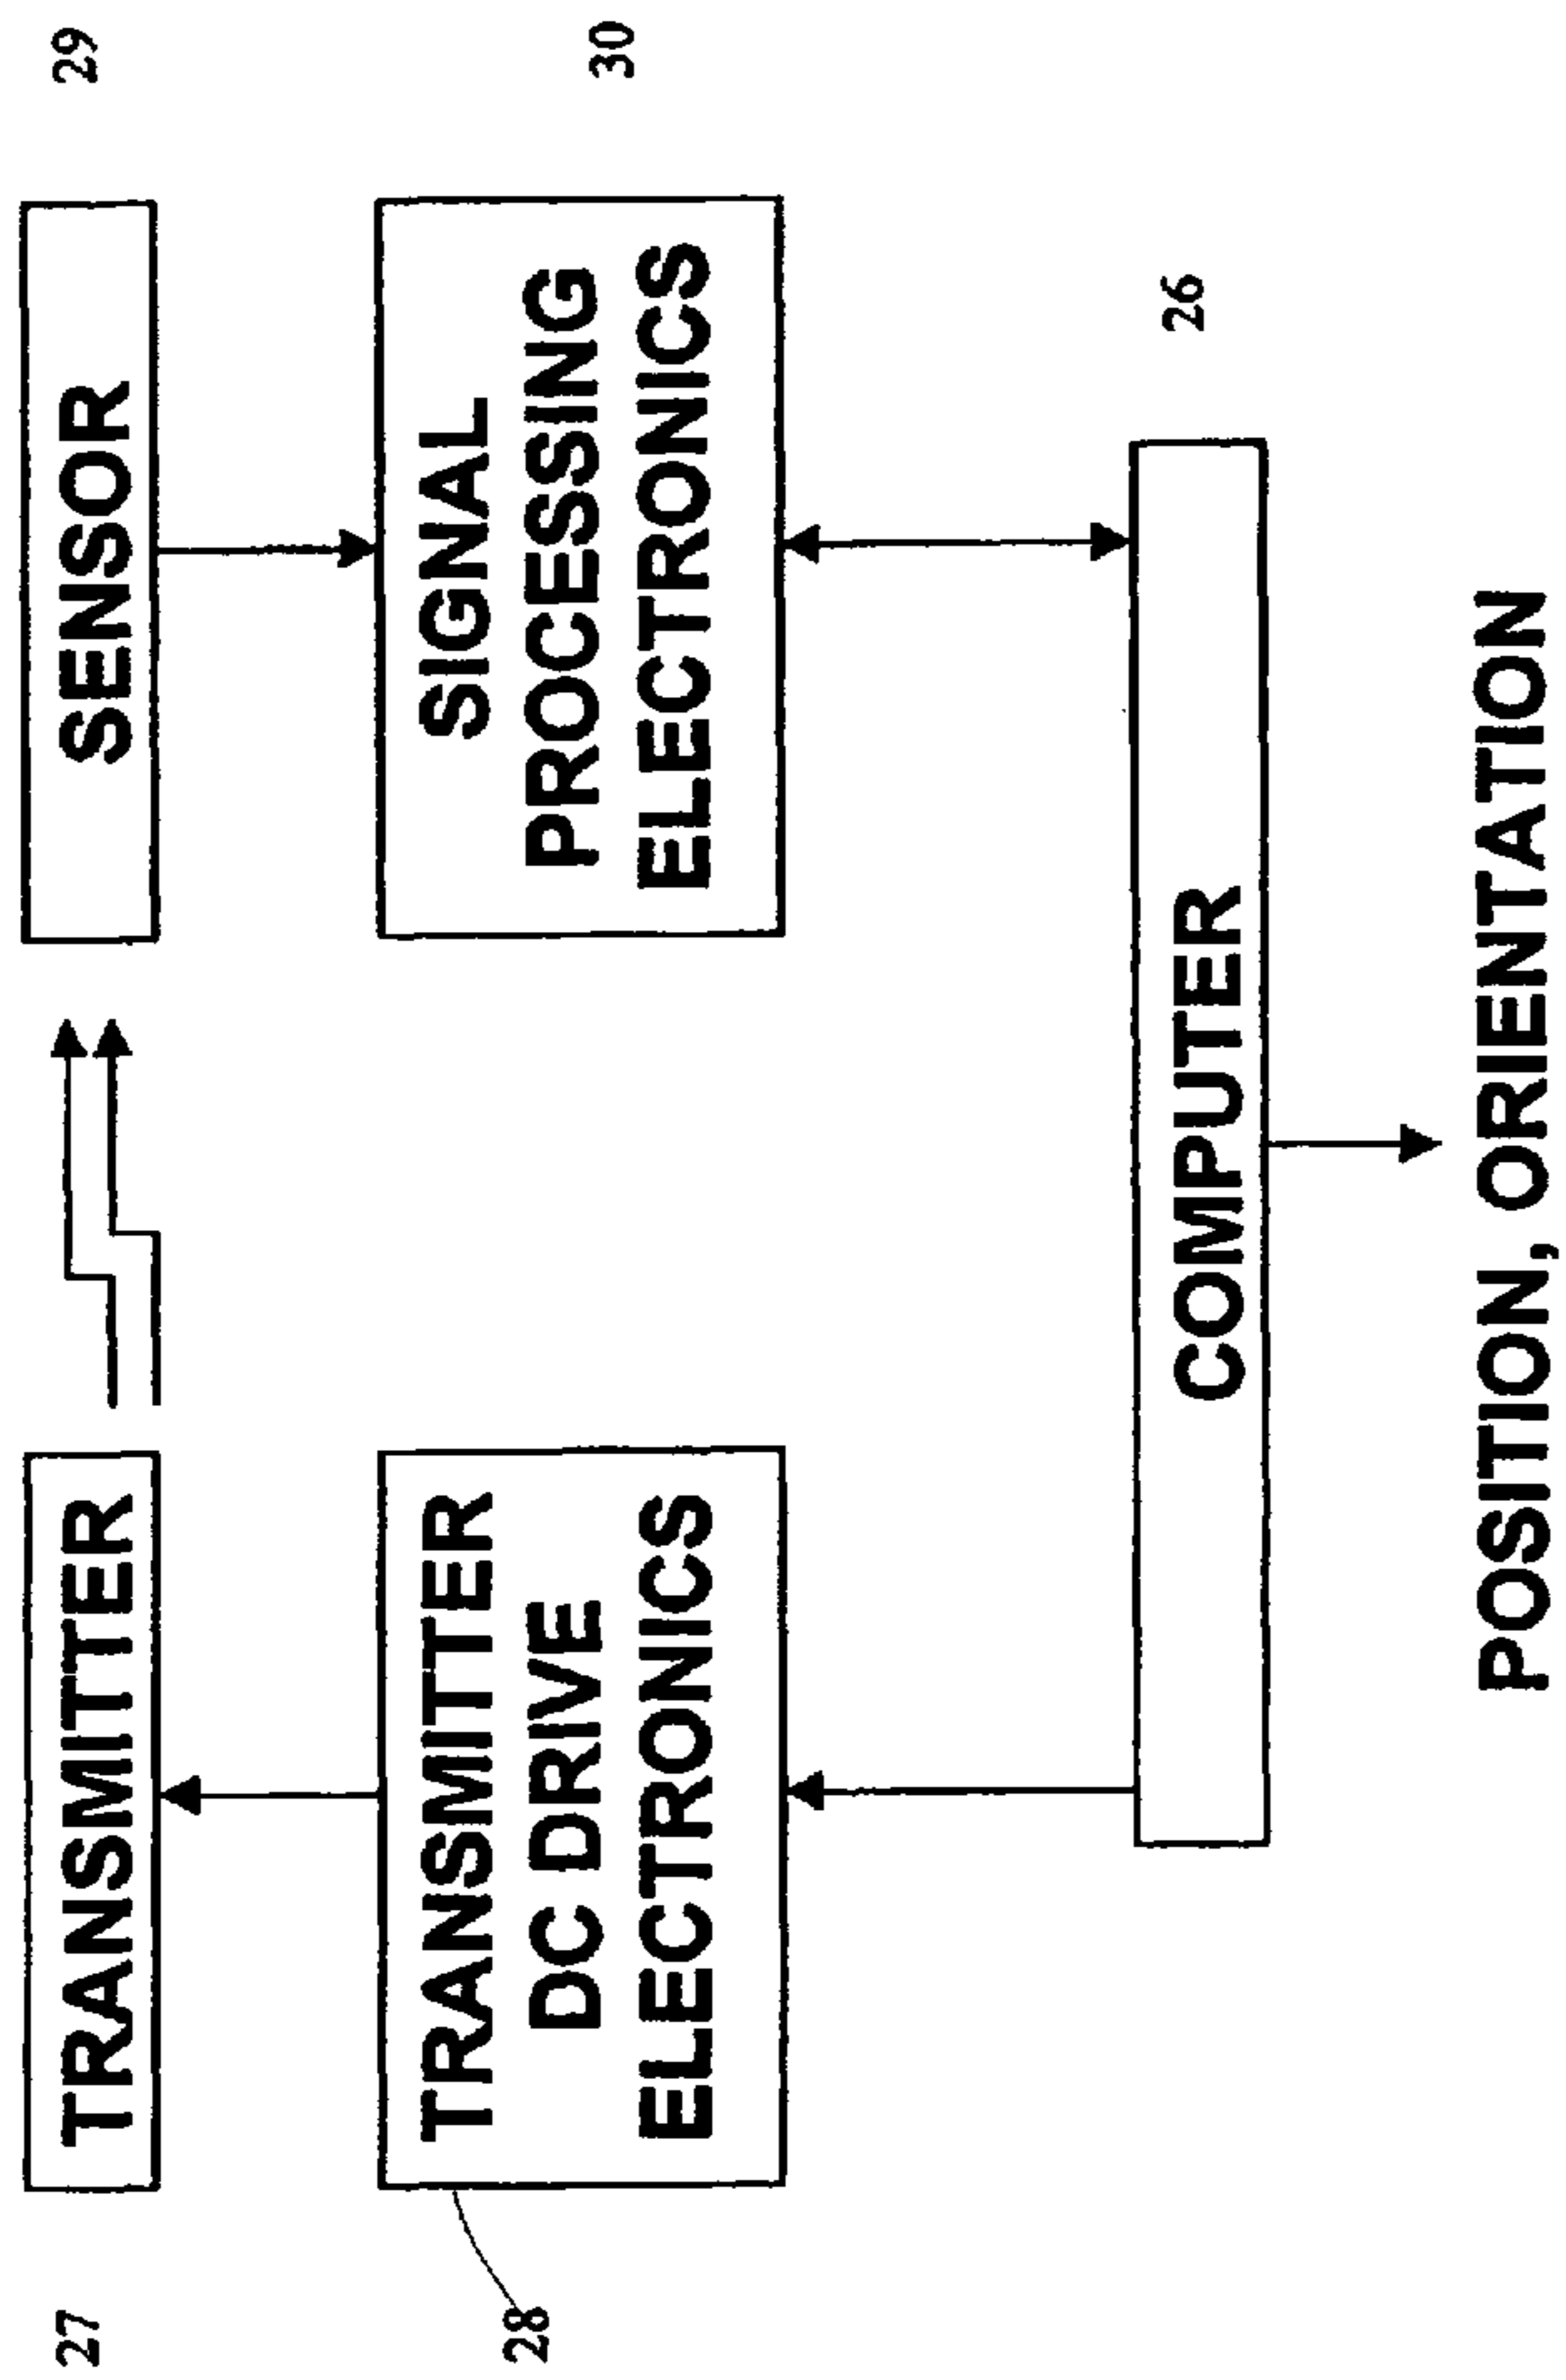 27
TRANSMITTER
SENSOR
29
28
TRANSMITTER
DC DRIVE
ELECTRONICS
SIGNAL
PROCESSING
ELECTRONICS
30
COMPUTER
26
POSITION, ORIENTATION